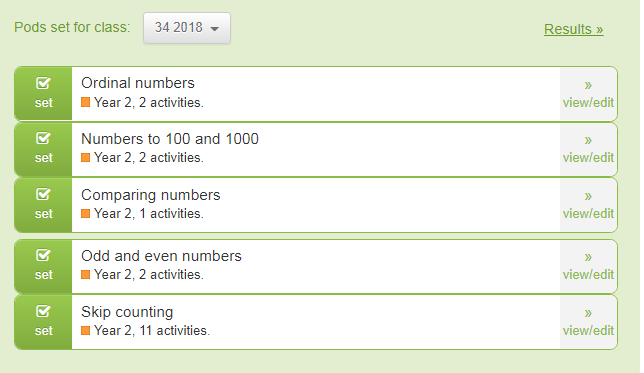 Pods set for class: 34 2018 Results »
set Ordinal numbers »
Year 2, 2 activities. view/edit
set Numbers to 100 and 1000 »
Year 2, 2 activities. view/edit
set Comparing numbers »
Year 2, 1 activities. view/edit
set Odd and even numbers »
Year 2, 2 activities. view/edit
set Skip counting »
Year 2, 11 activities. view/edit